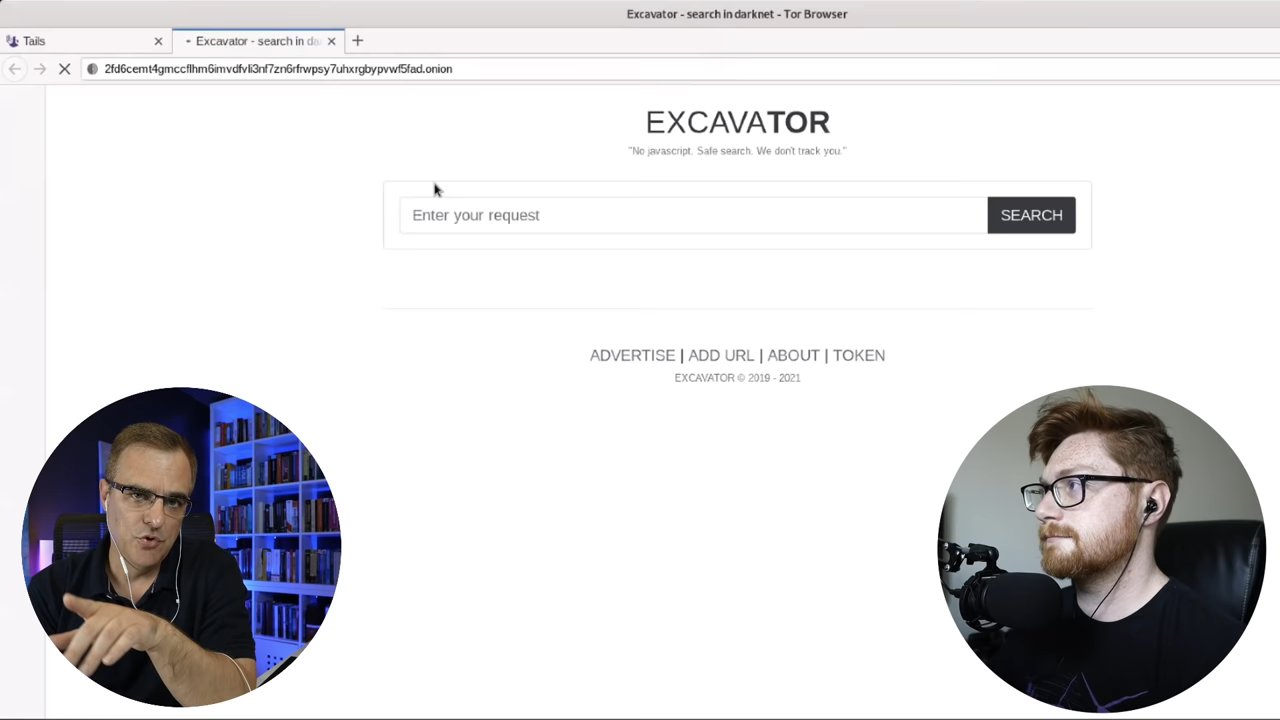 Excavator - search in darknet - Tor Browser
Tails
Excavator - search in da
2fd6cemt4gmccflhm6imvdfvli3nf7zn6rfrwpsy7uhxrgbypvwf5fad.onion
EXCAVATOR
"No javascript. Safe search. We don't track you."
Enter your request
SEARCH
ADVERTISE | ADD URL | ABOUT | TOKEN
EXCAVATOR © 2019 - 2021